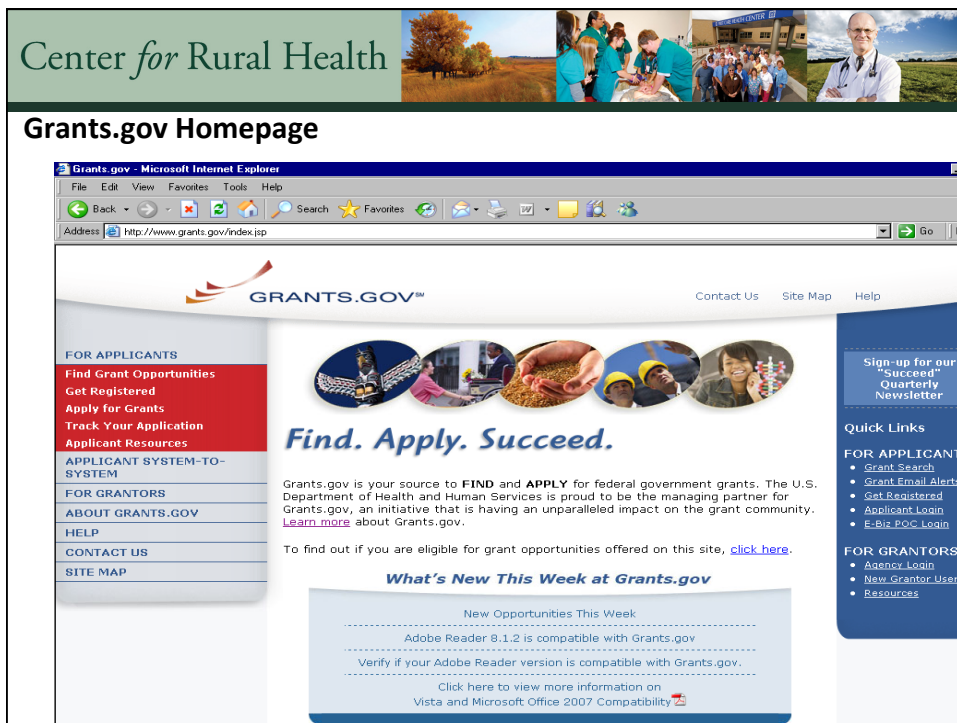 Center for Rural Health
Grants.gov Homepage
Grants.gov - Microsoft Internet Explorer
File Edit View Favorites Tools Help
Back Search Favorites
Address http://www.grants.gov/index.jsp Go
GRANTS.GOV℠
Contact Us Site Map Help
FOR APPLICANTS
Find Grant Opportunities
Get Registered
Apply for Grants
Track Your Application
Applicant Resources
APPLICANT SYSTEM-TO-
SYSTEM
FOR GRANTORS
ABOUT GRANTS.GOV
HELP
CONTACT US
SITE MAP
Find. Apply. Succeed.
Grants.gov is your source to FIND and APPLY for federal government grants. The U.S.
Department of Health and Human Services is proud to be the managing partner for
Grants.gov, an initiative that is having an unparalleled impact on the grant community.
Learn more about Grants.gov.
To find out if you are eligible for grant opportunities offered on this site, click here.
What's New This Week at Grants.gov
New Opportunities This Week
Adobe Reader 8.1.2 is compatible with Grants.gov
Verify if your Adobe Reader version is compatible with Grants.gov.
Click here to view more information on
Vista and Microsoft Office 2007 Compatibility
Sign-up for our
"Succeed"
Quarterly
Newsletter
Quick Links
FOR APPLICANT
Grant Search
Grant Email Alerts
Get Registered
Applicant Login
E-Biz POC Login
FOR GRANTORS
Agency Login
New Grantor User
Resources